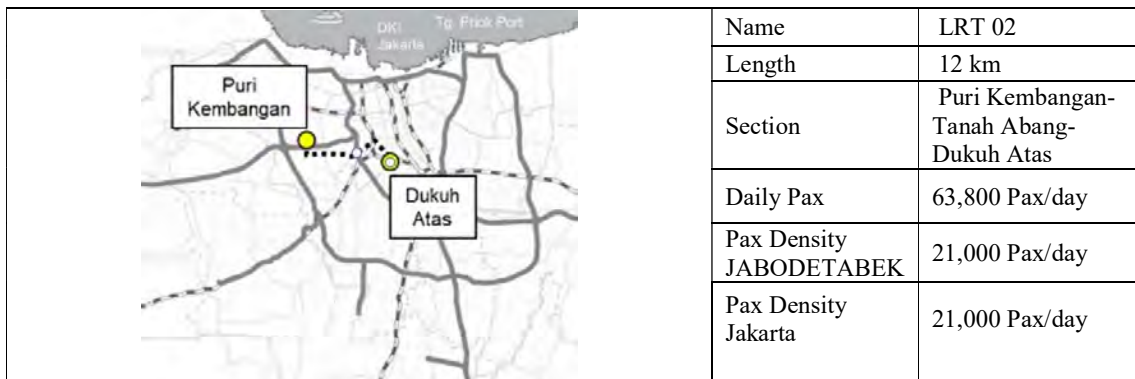 DKI
Jakarta
Tg. Priok Port
Puri
Kembangan
Dukuh
Atas
Name
LRT 02
Length
12 km
Section
Puri Kembangan-
Tanah Abang-
Dukuh Atas
Daily Pax
63,800 Pax/day
Pax Density
JABODETABEK
21,000 Pax/day
Pax Density
Jakarta
21,000 Pax/day